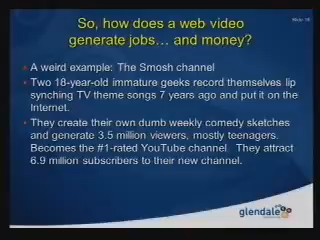 Slide 18
So, how does a web video
generate jobs… and money?
A weird example: The Smosh channel
Two 18-year-old immature geeks record themselves lip
synching TV theme songs 7 years ago and put it on the
Internet.
They create their own dumb weekly comedy sketches
and generate 3.5 million viewers, mostly teenagers.
Becomes the #1-rated YouTube channel. They attract
6.9 million subscribers to their new channel.
glendale